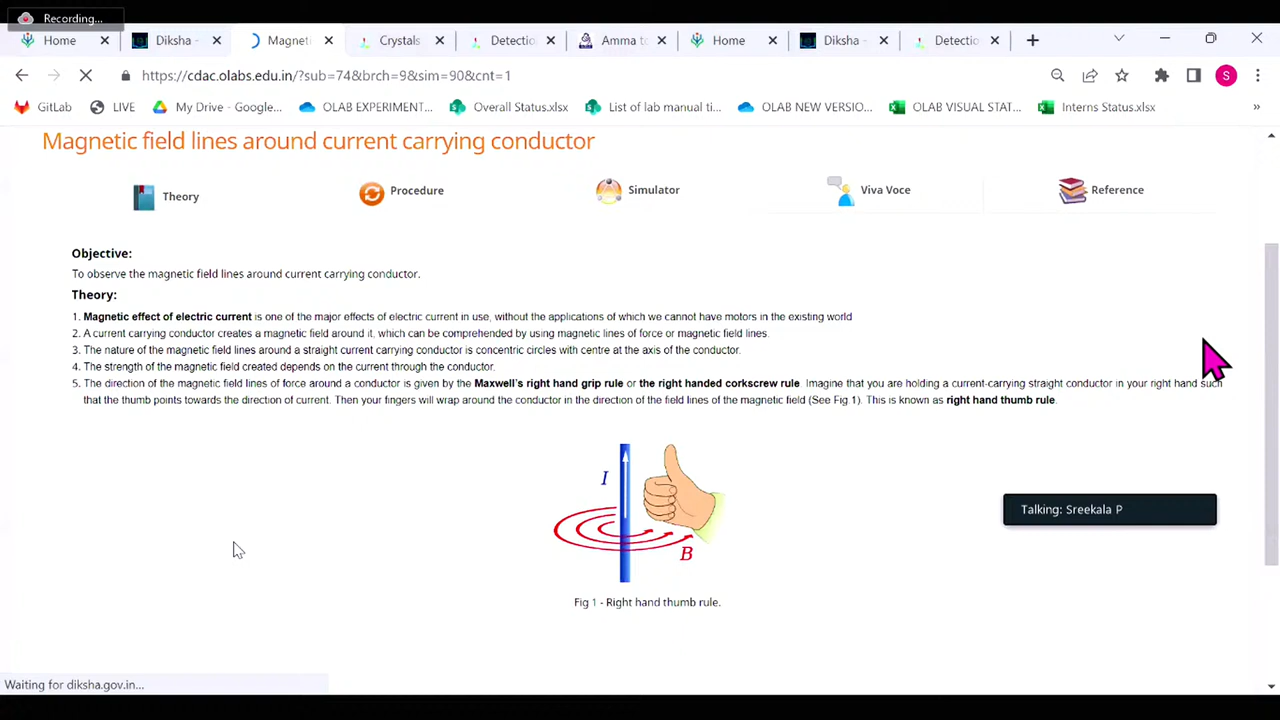 Recording...
Home
Diksha -
Magneti
Crystals
Detectio
Amma to
Home
Diksha -
Detectio
https://cdac.olabs.edu.in/?sub=74&brch=9&sim=90&cnt=1
S
GitLab
LIVE
My Drive - Google...
OLAB EXPERIMENT...
Overall Status.xlsx
List of lab manual ti...
OLAB NEW VERSIO...
OLAB VISUAL STAT...
Interns Status.xlsx
»
Magnetic field lines around current carrying conductor
Theory
Procedure
Simulator
Viva Voce
Reference
Objective:
To observe the magnetic field lines around current carrying conductor.
Theory:
1. Magnetic effect of electric current is one of the major effects of electric current in use, without the applications of which we cannot have motors in the existing world
2. A current carrying conductor creates a magnetic field around it, which can be comprehended by using magnetic lines of force or magnetic field lines.
3. The nature of the magnetic field lines around a straight current carrying conductor is concentric circles with centre at the axis of the conductor.
4. The strength of the magnetic field created depends on the current through the conductor.
5. The direction of the magnetic field lines of force around a conductor is given by the Maxwell's right hand grip rule or the right handed corkscrew rule. Imagine that you are holding a current-carrying straight conductor in your right hand such
that the thumb points towards the direction of current. Then your fingers will wrap around the conductor in the direction of the field lines of the magnetic field (See Fig.1). This is known as right hand thumb rule.
I
B
Talking: Sreekala P
Fig 1 - Right hand thumb rule.
Waiting for diksha.gov.in...